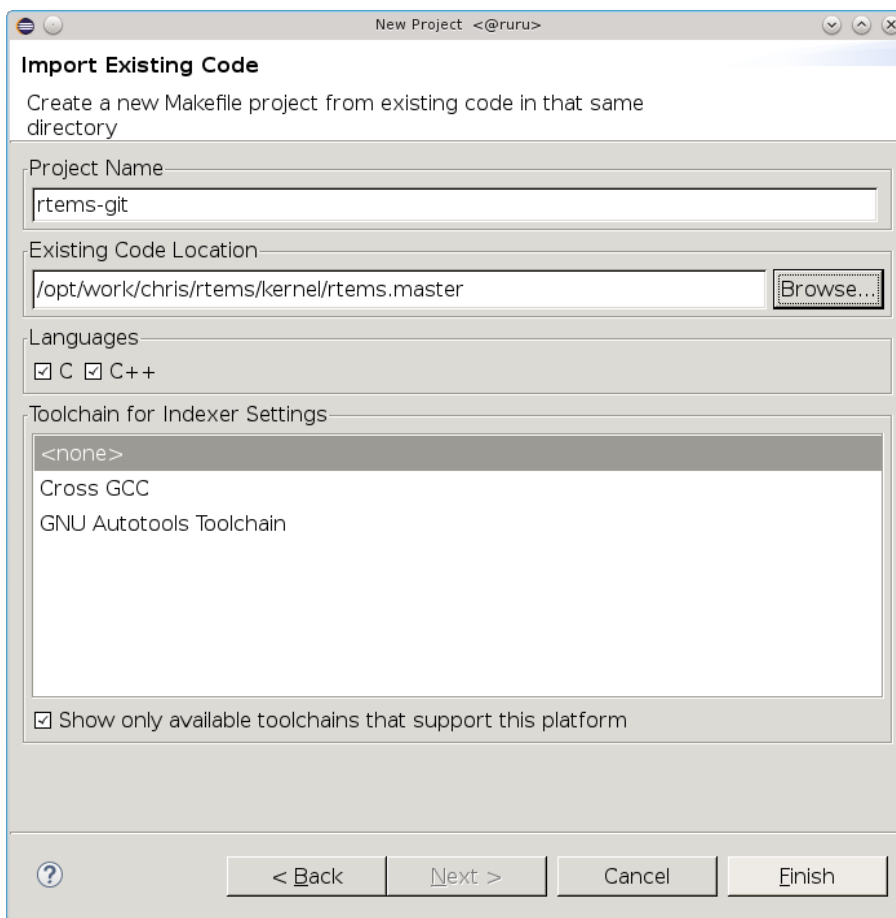 New Project <@ruru>
Import Existing Code
Create a new Makefile project from existing code in that same
directory
Project Name
rtems-git
Existing Code Location
/opt/work/chris/rtems/kernel/rtems.master
Browse...
Languages
C C++
Toolchain for Indexer Settings
<none>
Cross GCC
GNU Autotools Toolchain
Show only available toolchains that support this platform
? < Back Next > Cancel Finish